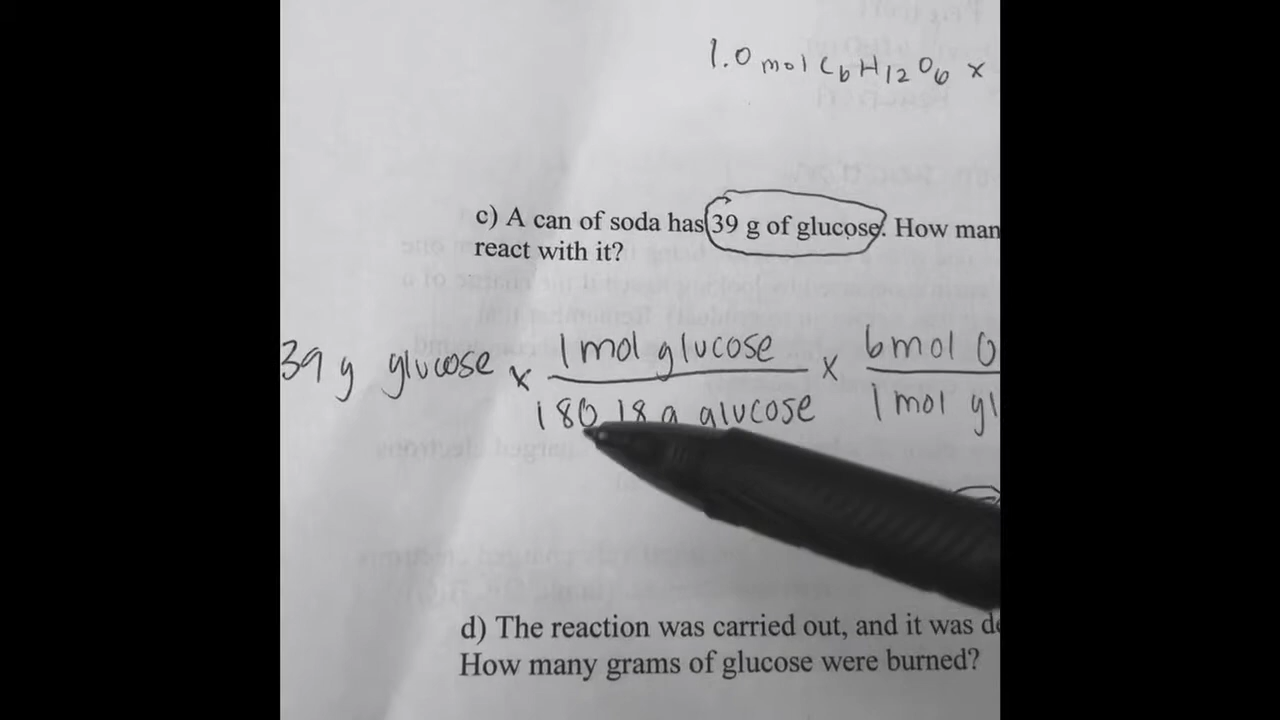 1.0 mol C6H12O6 x
c) A can of soda has 39 g of glucose. How man
react with it?
39 g glucose x 1 mol glucose / 180.18 g glucose x 6 mol O / 1 mol gl
d) The reaction was carried out, and it was de
How many grams of glucose were burned?